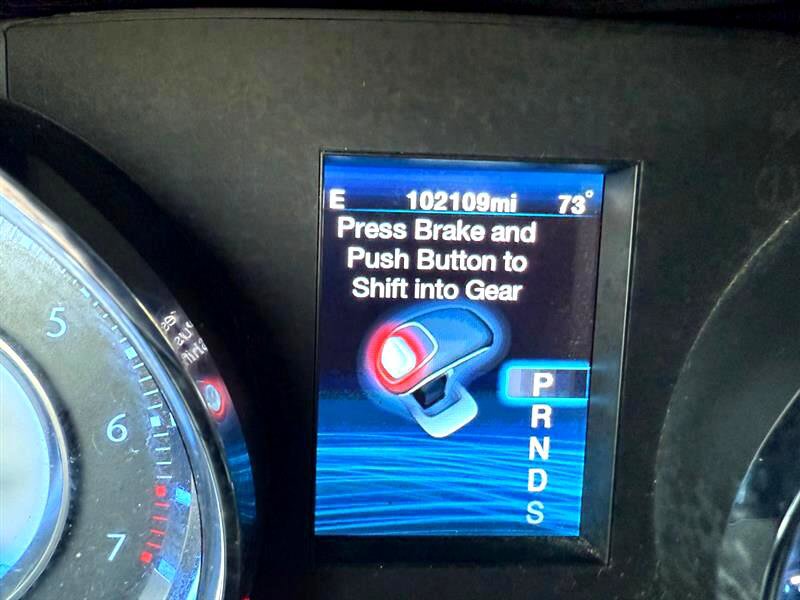 E 102109mi 73°
Press Brake and
Push Button to
Shift into Gear
P
R
N
D
S
5
6
7